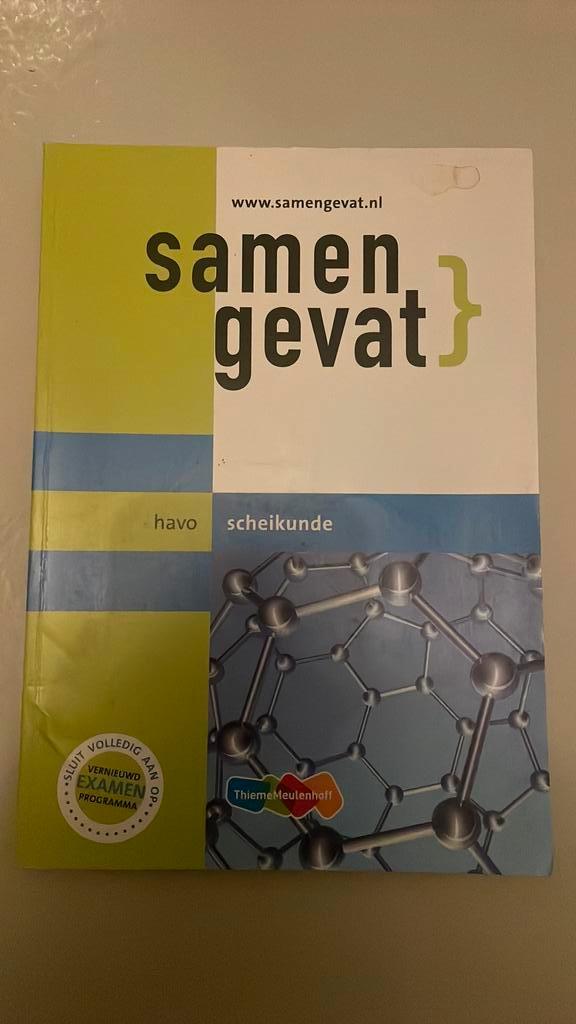 www.samengevat.nl
samen
gevat}
havo scheikunde
SLUIT VOLLEDIG AAN OP
VERNIEUWD
EXAMEN
PROGRAMMA
ThiemeMeulenhoff